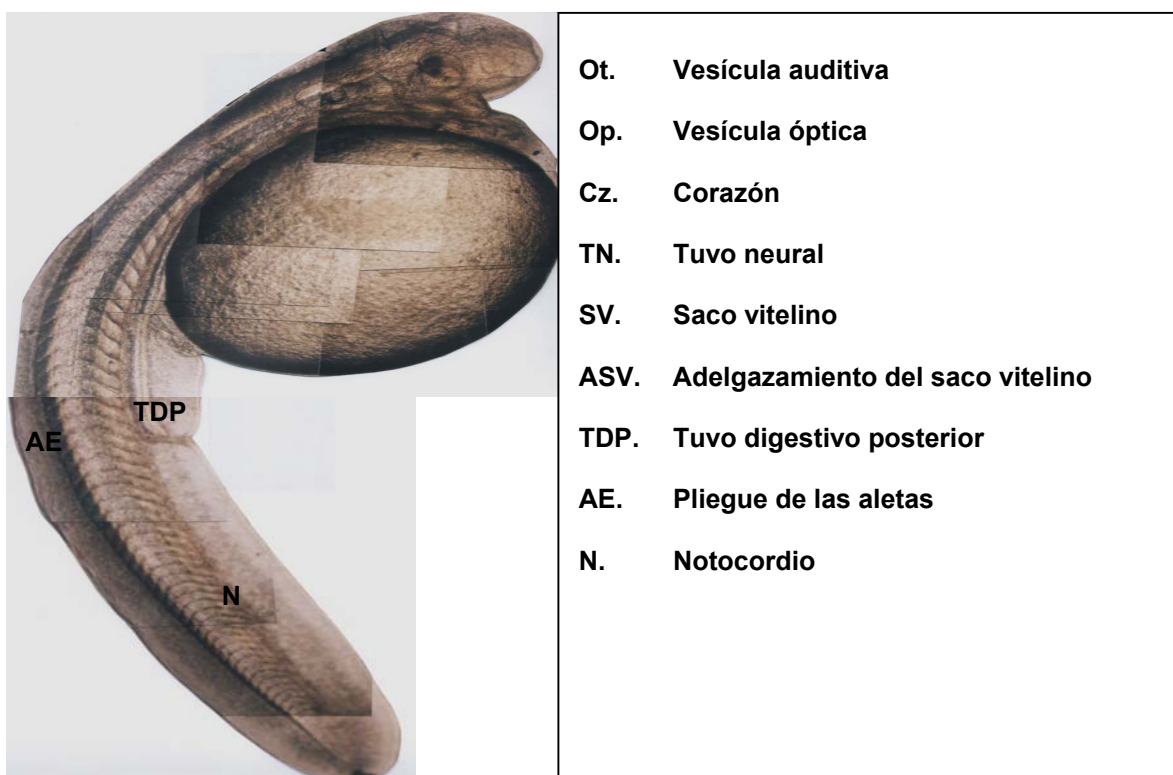 Ot. Vesícula auditiva
Op. Vesícula óptica
Cz. Corazón
TN. Tuvo neural
SV. Saco vitelino
ASV. Adelgazamiento del saco vitelino
TDP. Tuvo digestivo posterior
AE. Pliegue de las aletas
N. Notocordio
TDP
AE
N